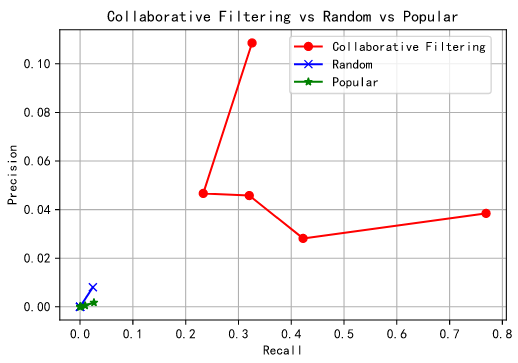 Collaborative Filtering vs Random vs Popular
Collaborative Filtering
Random
Popular
0.10
0.08
0.06
0.04
0.02
0.00
Precision
0.0 0.1 0.2 0.3 0.4 0.5 0.6 0.7 0.8
Recall